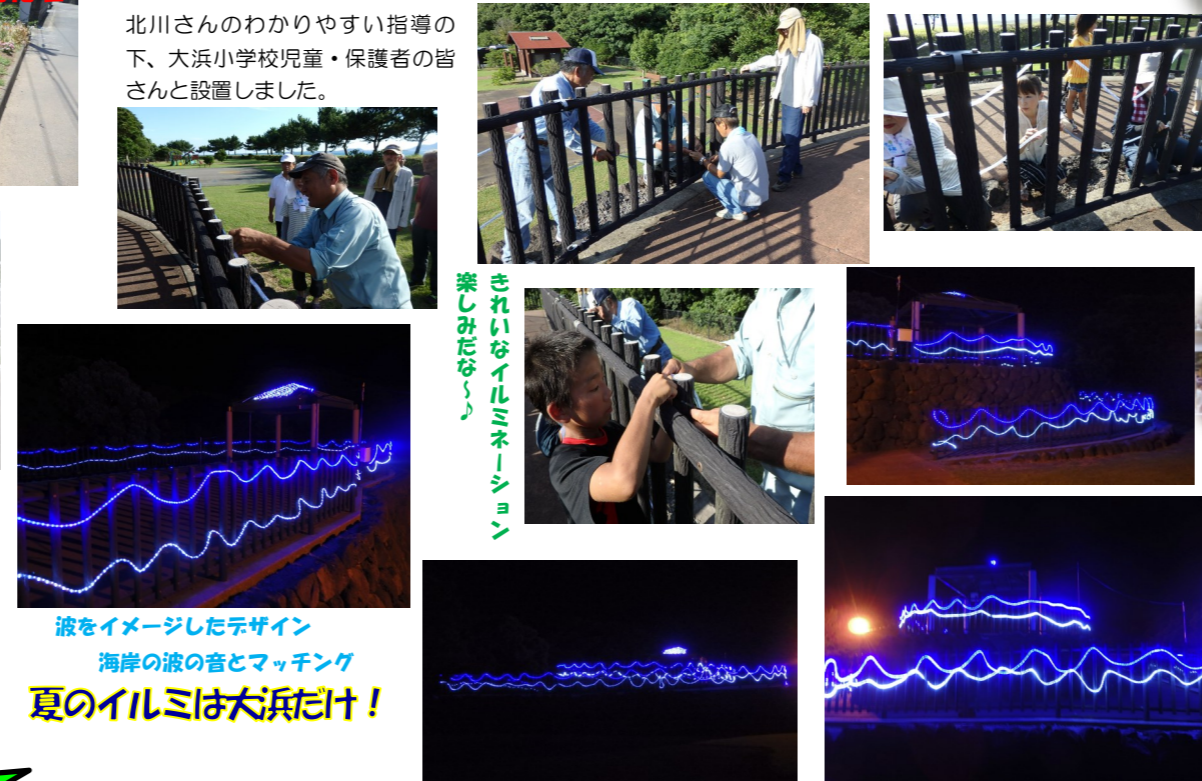 北川さんのわかりやすい指導の
下、大浜小学校児童・保護者の皆
さんと設置しました。
きれいなイルミネーション
楽しみだな～♪
波をイメージしたデザイン
海岸の波の音とマッチング
夏のイルミは大浜だけ！